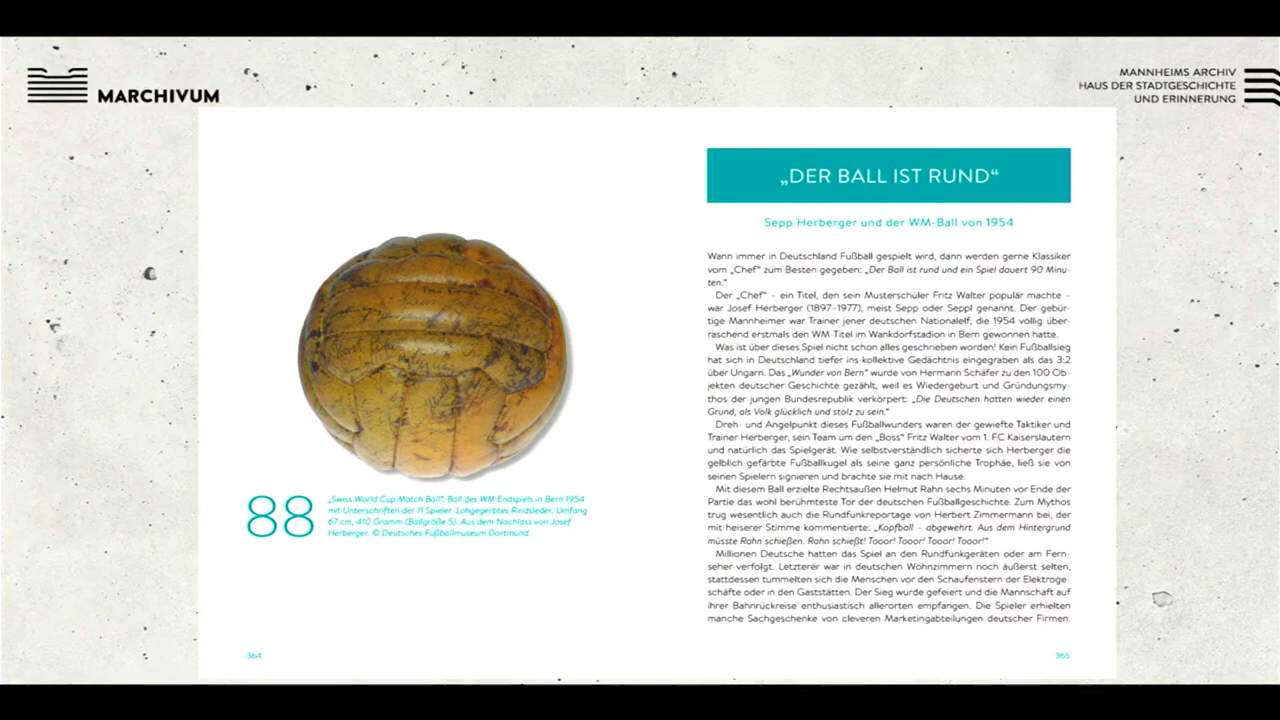 MARCHIVUM
MANNHEIMS ARCHIV
HAUS DER STADTGESCHICHTE
UND ERINNERUNG
„DER BALL IST RUND“
Sepp Herberger und der WM-Ball von 1954
Wann immer in Deutschland Fußball gespielt wird, dann werden gerne Klassiker
vom „Chef“ zum Besten gegeben: „Der Ball ist rund und ein Spiel dauert 90 Minu-
ten.“
Der „Chef“ – ein Titel, den sein Musterschüler Fritz Walter populär machte –
war Josef Herberger (1897–1977), meist Sepp oder Seppl genannt. Der gebür-
tige Mannheimer war Trainer jener deutschen Nationalelf, die 1954 völlig über-
raschend erstmals den WM-Titel im Wankdorfstadion in Bern gewonnen hatte.
Was ist über dieses Spiel nicht schon alles geschrieben worden! Kein Fußballsieg
hat sich in Deutschland tiefer ins kollektive Gedächtnis eingegraben als das 3:2
über Ungarn. Das „Wunder von Bern“ wurde von Hermann Schäfer zu den 100 Ob-
jekten deutscher Geschichte gezählt, weil es Wiedergeburt und Gründungsmy-
thos der jungen Bundesrepublik verkörpert: „Die Deutschen hatten wieder einen
Grund, als Volk glücklich und stolz zu sein.“
Dreh- und Angelpunkt dieses Fußballwunders waren der gewiefte Taktiker und
Trainer Herberger, sein Team um den „Boss“ Fritz Walter vom 1. FC Kaiserslautern
und natürlich das Spielgerät. Wie selbstverständlich sicherte sich Herberger die
gelblich gefärbte Fußballkugel als seine ganz persönliche Trophäe, ließ sie von
seinen Spielern signieren und brachte sie mit nach Hause.
Mit diesem Ball erzielte Rechtsaußen Helmut Rahn sechs Minuten vor Ende der
Partie das wohl berühmteste Tor der deutschen Fußballgeschichte. Zum Mythos
trug wesentlich auch die Rundfunkreportage von Herbert Zimmermann bei, der
mit heiserer Stimme kommentierte: „Kopfball – abgewehrt. Aus dem Hintergrund
müsste Rahn schießen. Rahn schießt! Tooor! Tooor! Tooor! Tooor!“
Millionen Deutsche hatten das Spiel an den Rundfunkgeräten oder am Fern-
seher verfolgt. Letzterer war in deutschen Wohnzimmern noch äußerst selten,
stattdessen tummelten sich die Menschen vor den Schaufenstern der Elektroge-
schäfte oder in den Gaststätten. Der Sieg wurde gefeiert und die Mannschaft auf
ihrer Bahnrückreise enthusiastisch allerorten empfangen. Die Spieler erhielten
manche Sachgeschenke von cleveren Marketingabteilungen deutscher Firmen.
88
„Swiss World Cup Match Ball“, Ball des WM Endspiels in Bern 1954
mit Unterschriften der 11 Spieler. Lohgegerbtes Rindsleder, Umfang
67 cm, 410 Gramm (Ballgröße 5). Aus dem Nachlass von Josef
Herberger. © Deutsches Fußballmuseum Dortmund.
364
365